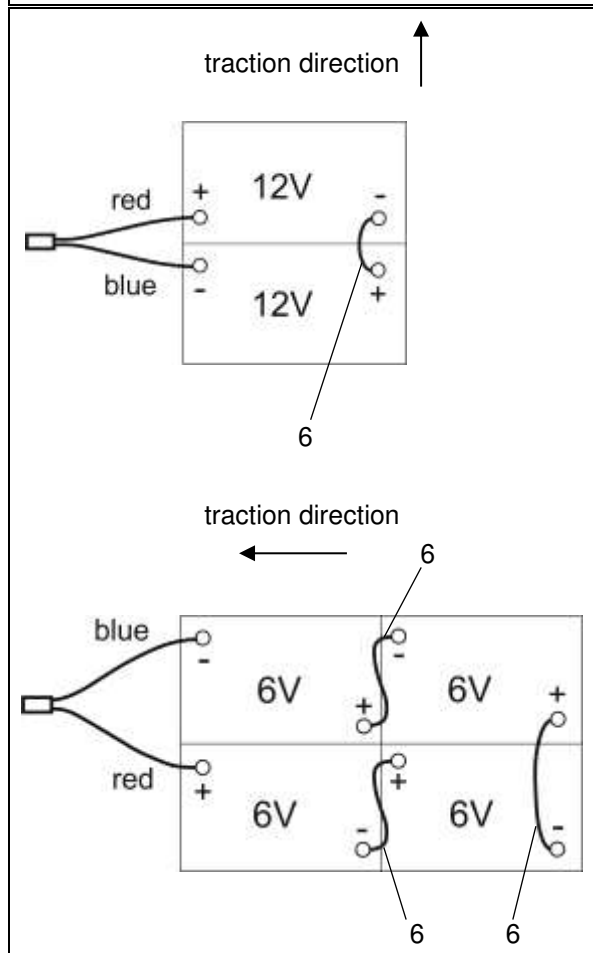 traction direction
red
+
12V
-
blue
-
12V
+
6
traction direction
6
blue
-
6V
+
-
6V
+
red
+
6V
-
+
6V
-
6
6